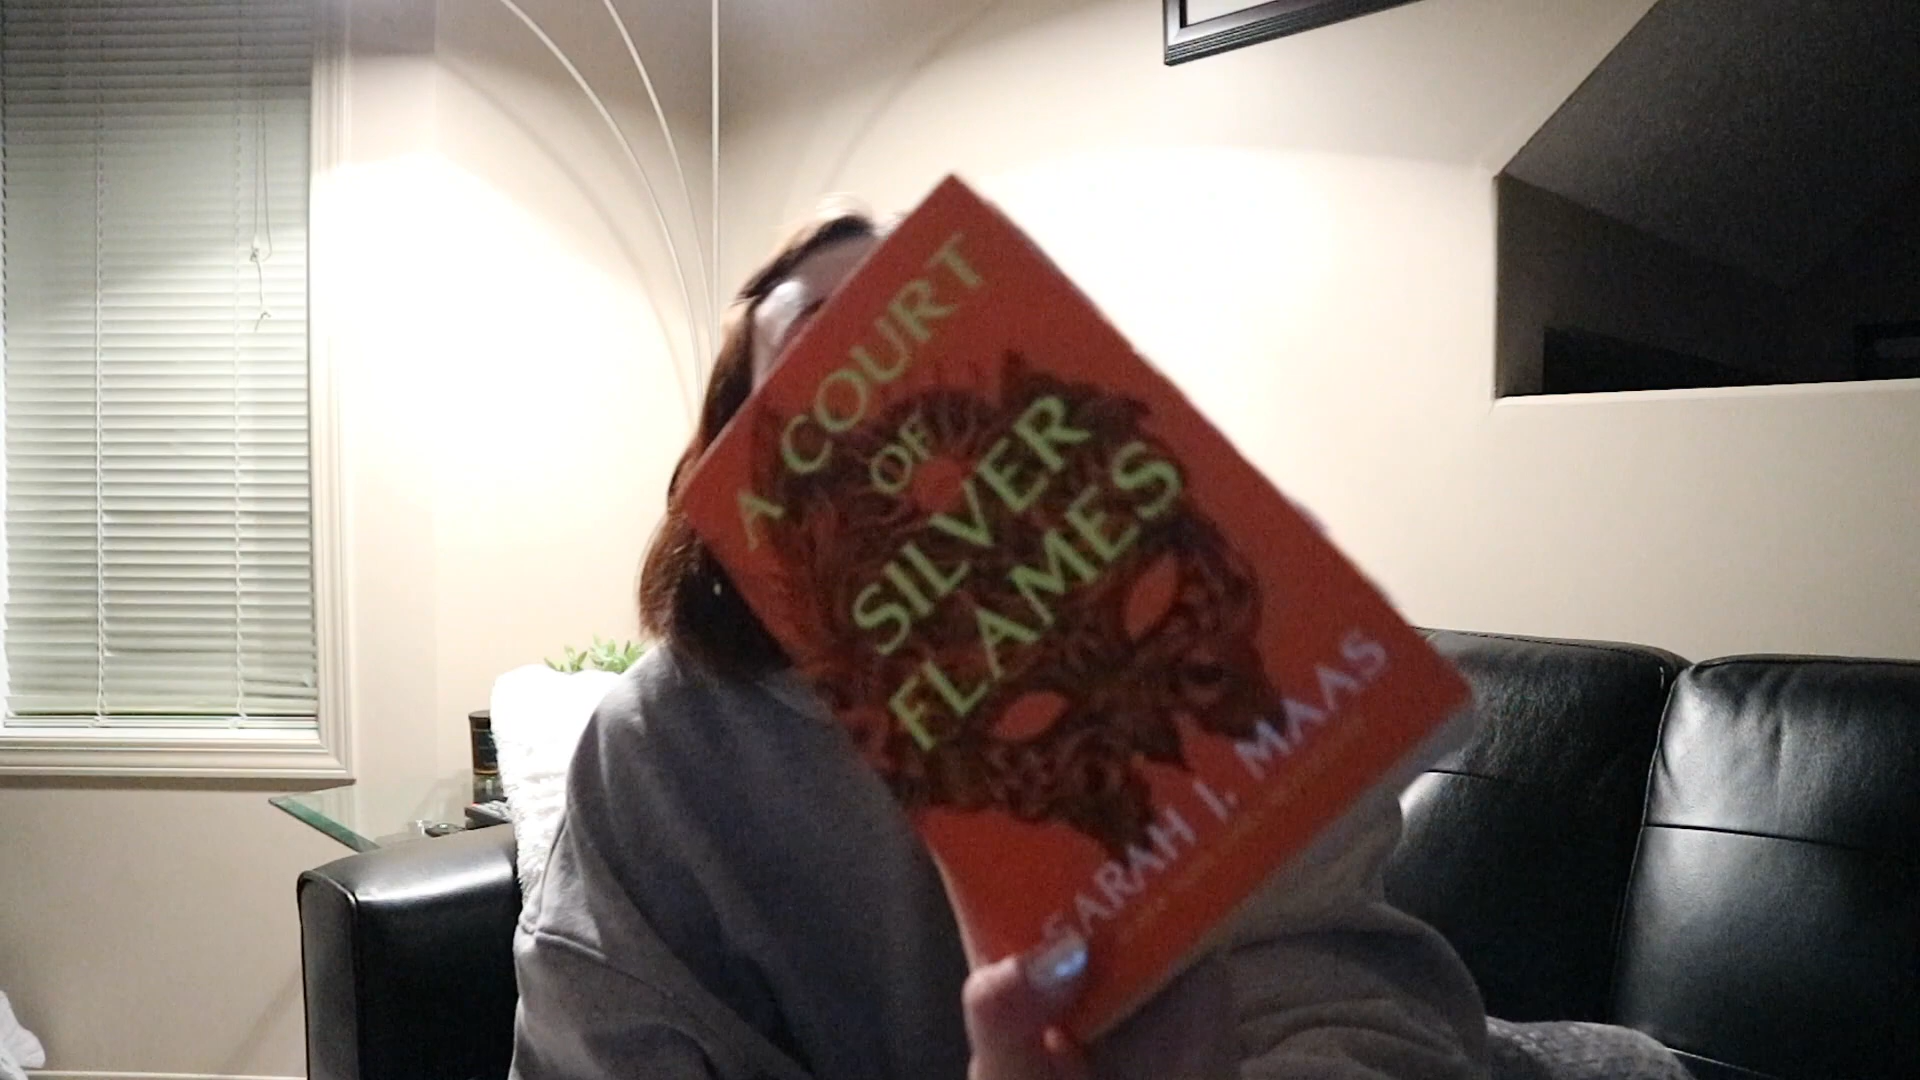 A COURT
OF
SILVER
FLAMES
SARAH J. MAAS